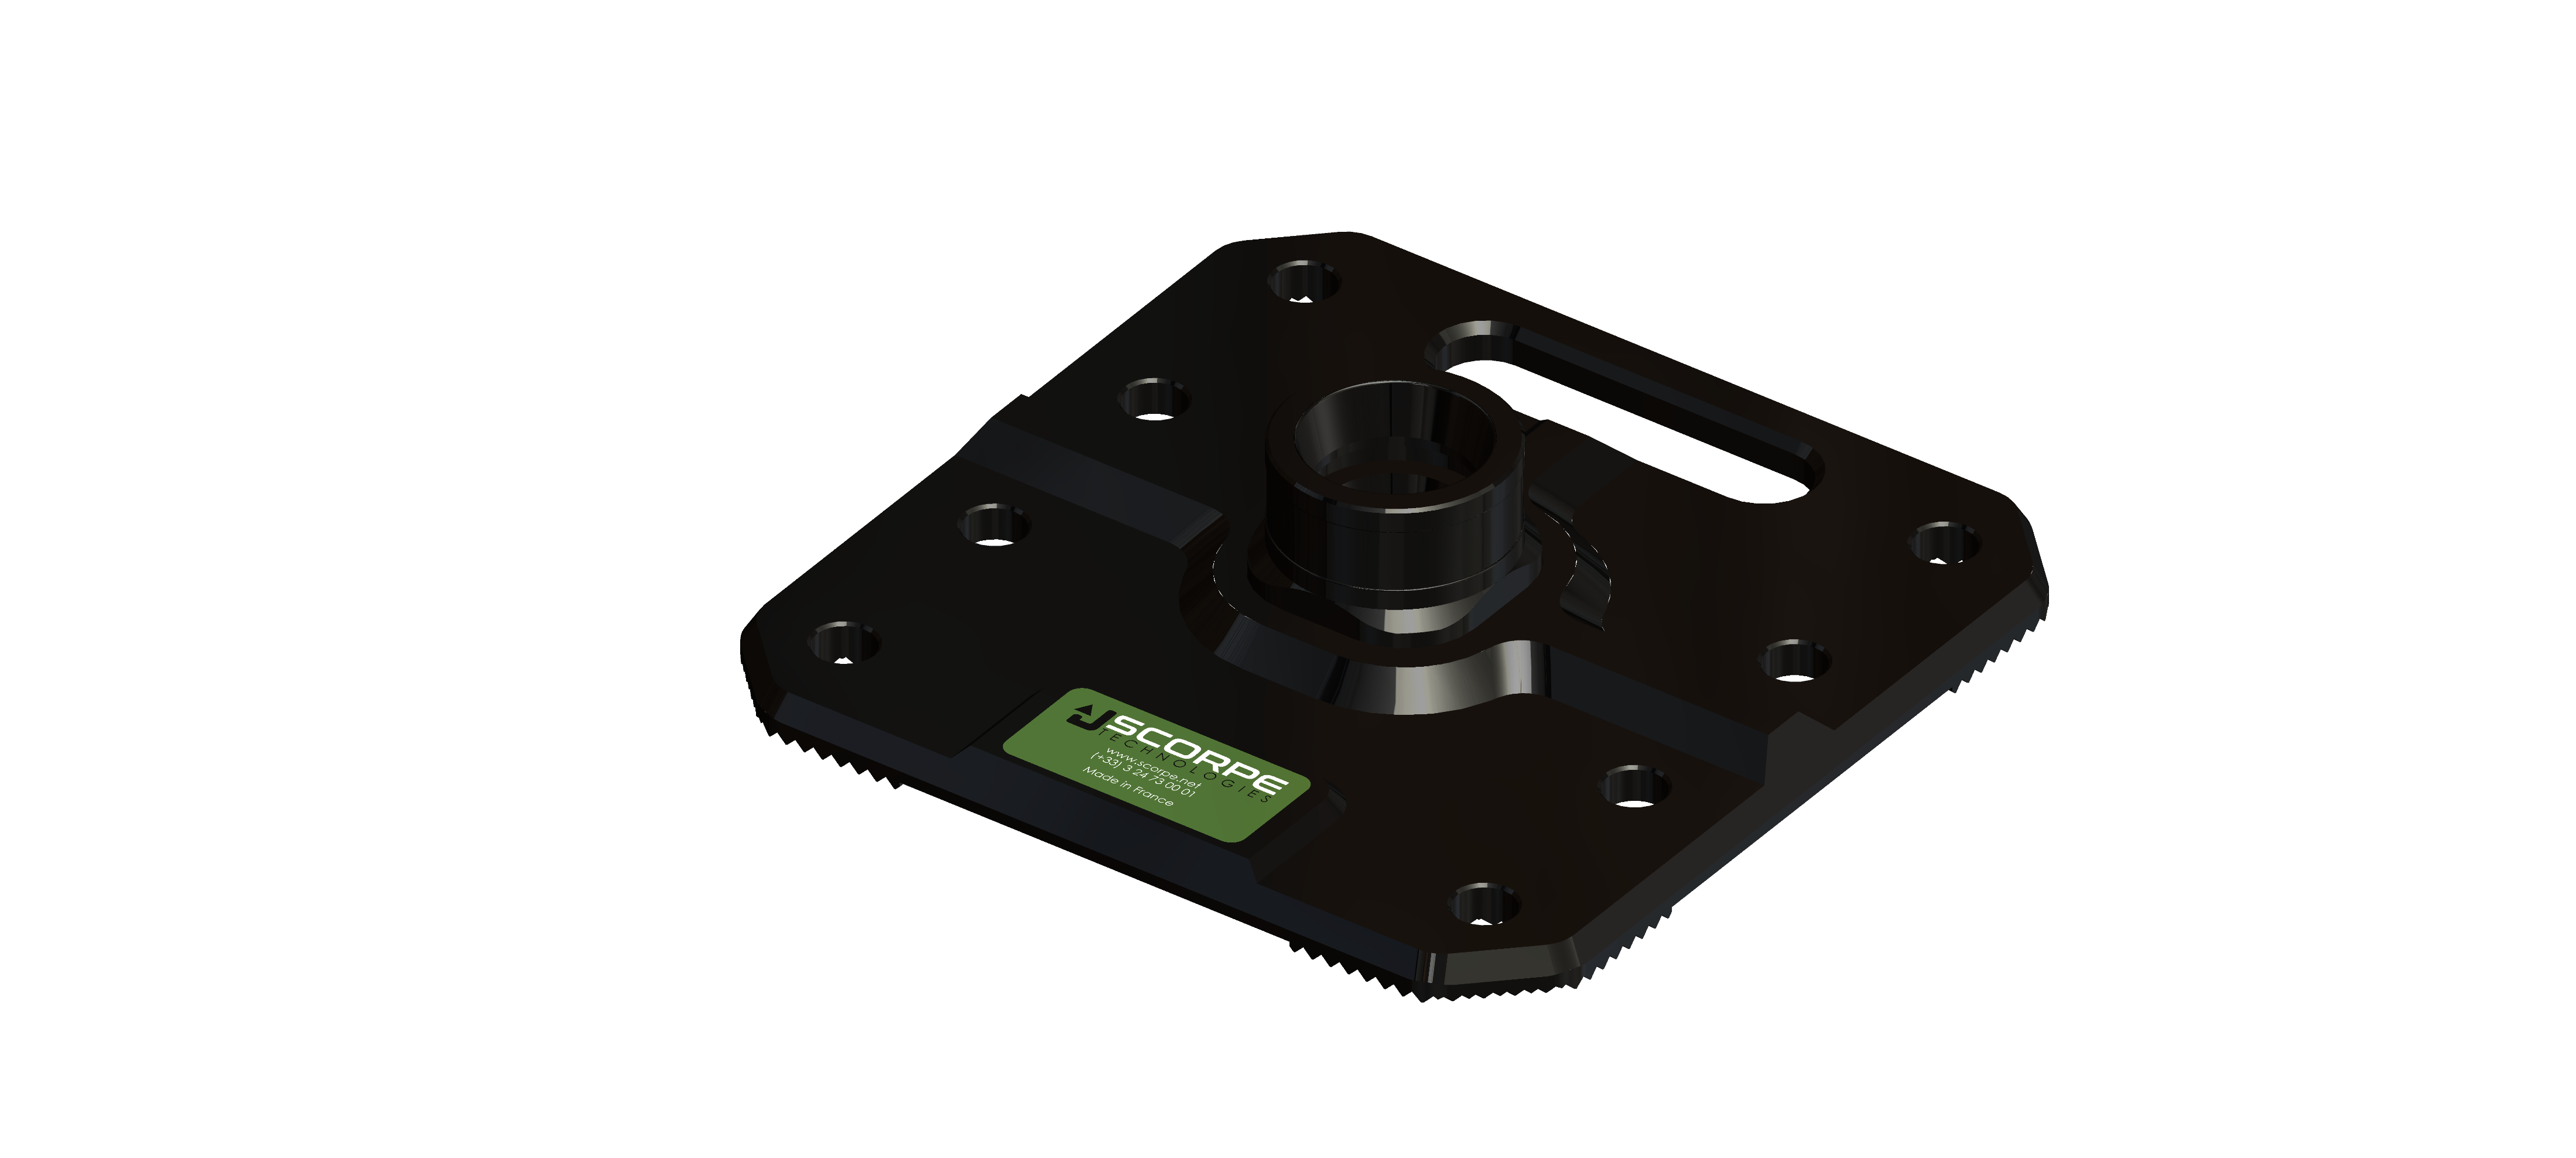 SCORPE
TECHNOLOGIES
www.scorpe.net
(+33) 3 24 73 00 01
Made in France